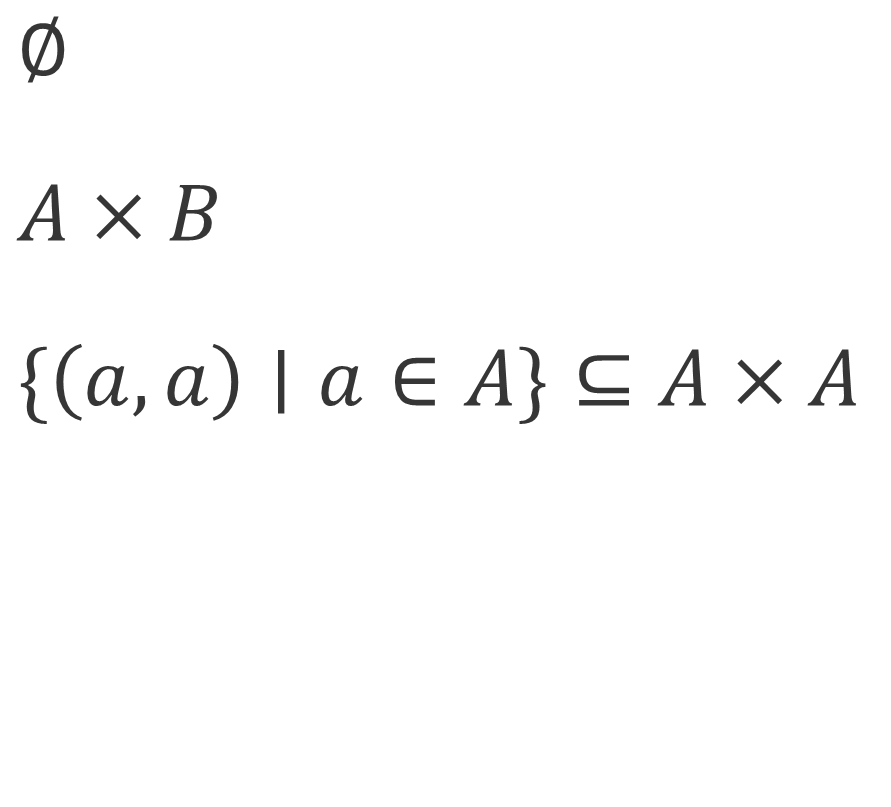 ∅
A × B
{(a, a) | a ∈ A} ⊆ A × A